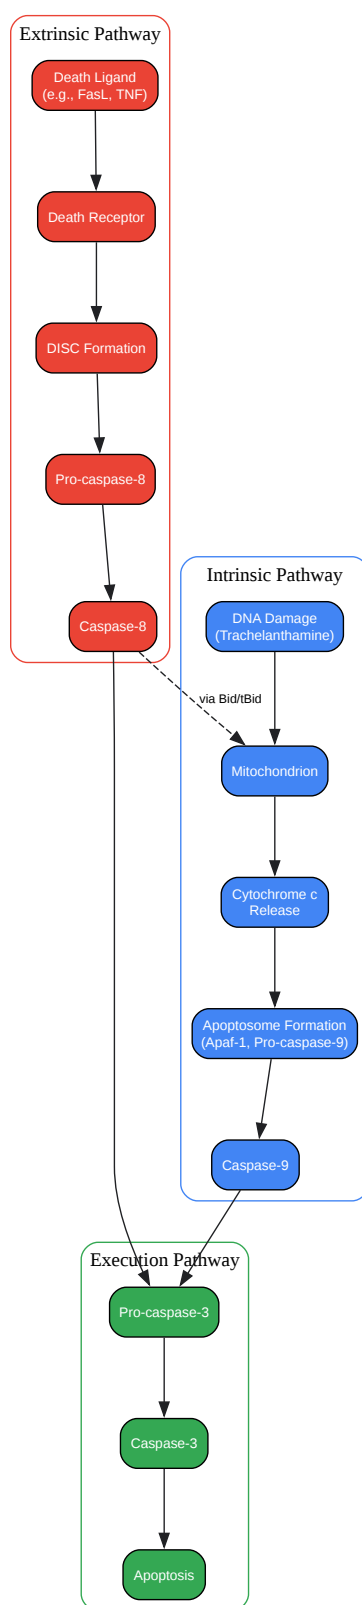 Extrinsic Pathway
Death Ligand
(e.g., FasL, TNF)
Death Receptor
DISC Formation
Pro-caspase-8
Caspase-8
Intrinsic Pathway
DNA Damage
(Trachelanthamine)
via Bid/tBid
Mitochondrion
Cytochrome c
Release
Apoptosome Formation
(Apaf-1, Pro-caspase-9)
Caspase-9
Execution Pathway
Pro-caspase-3
Caspase-3
Apoptosis